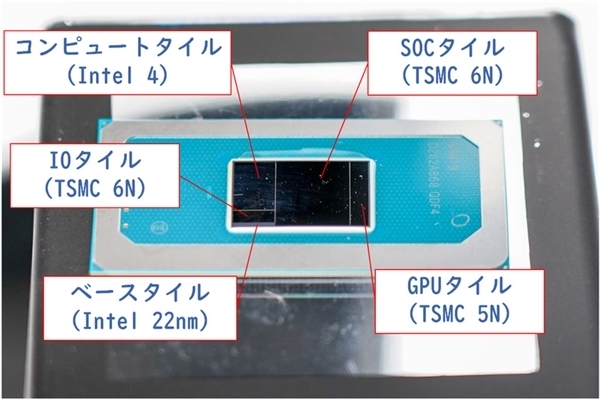 コンピュートタイル
(Intel 4)
SOCタイル
(TSMC 6N)
IOタイル
(TSMC 6N)
ベースタイル
(Intel 22nm)
GPUタイル
(TSMC 5N)